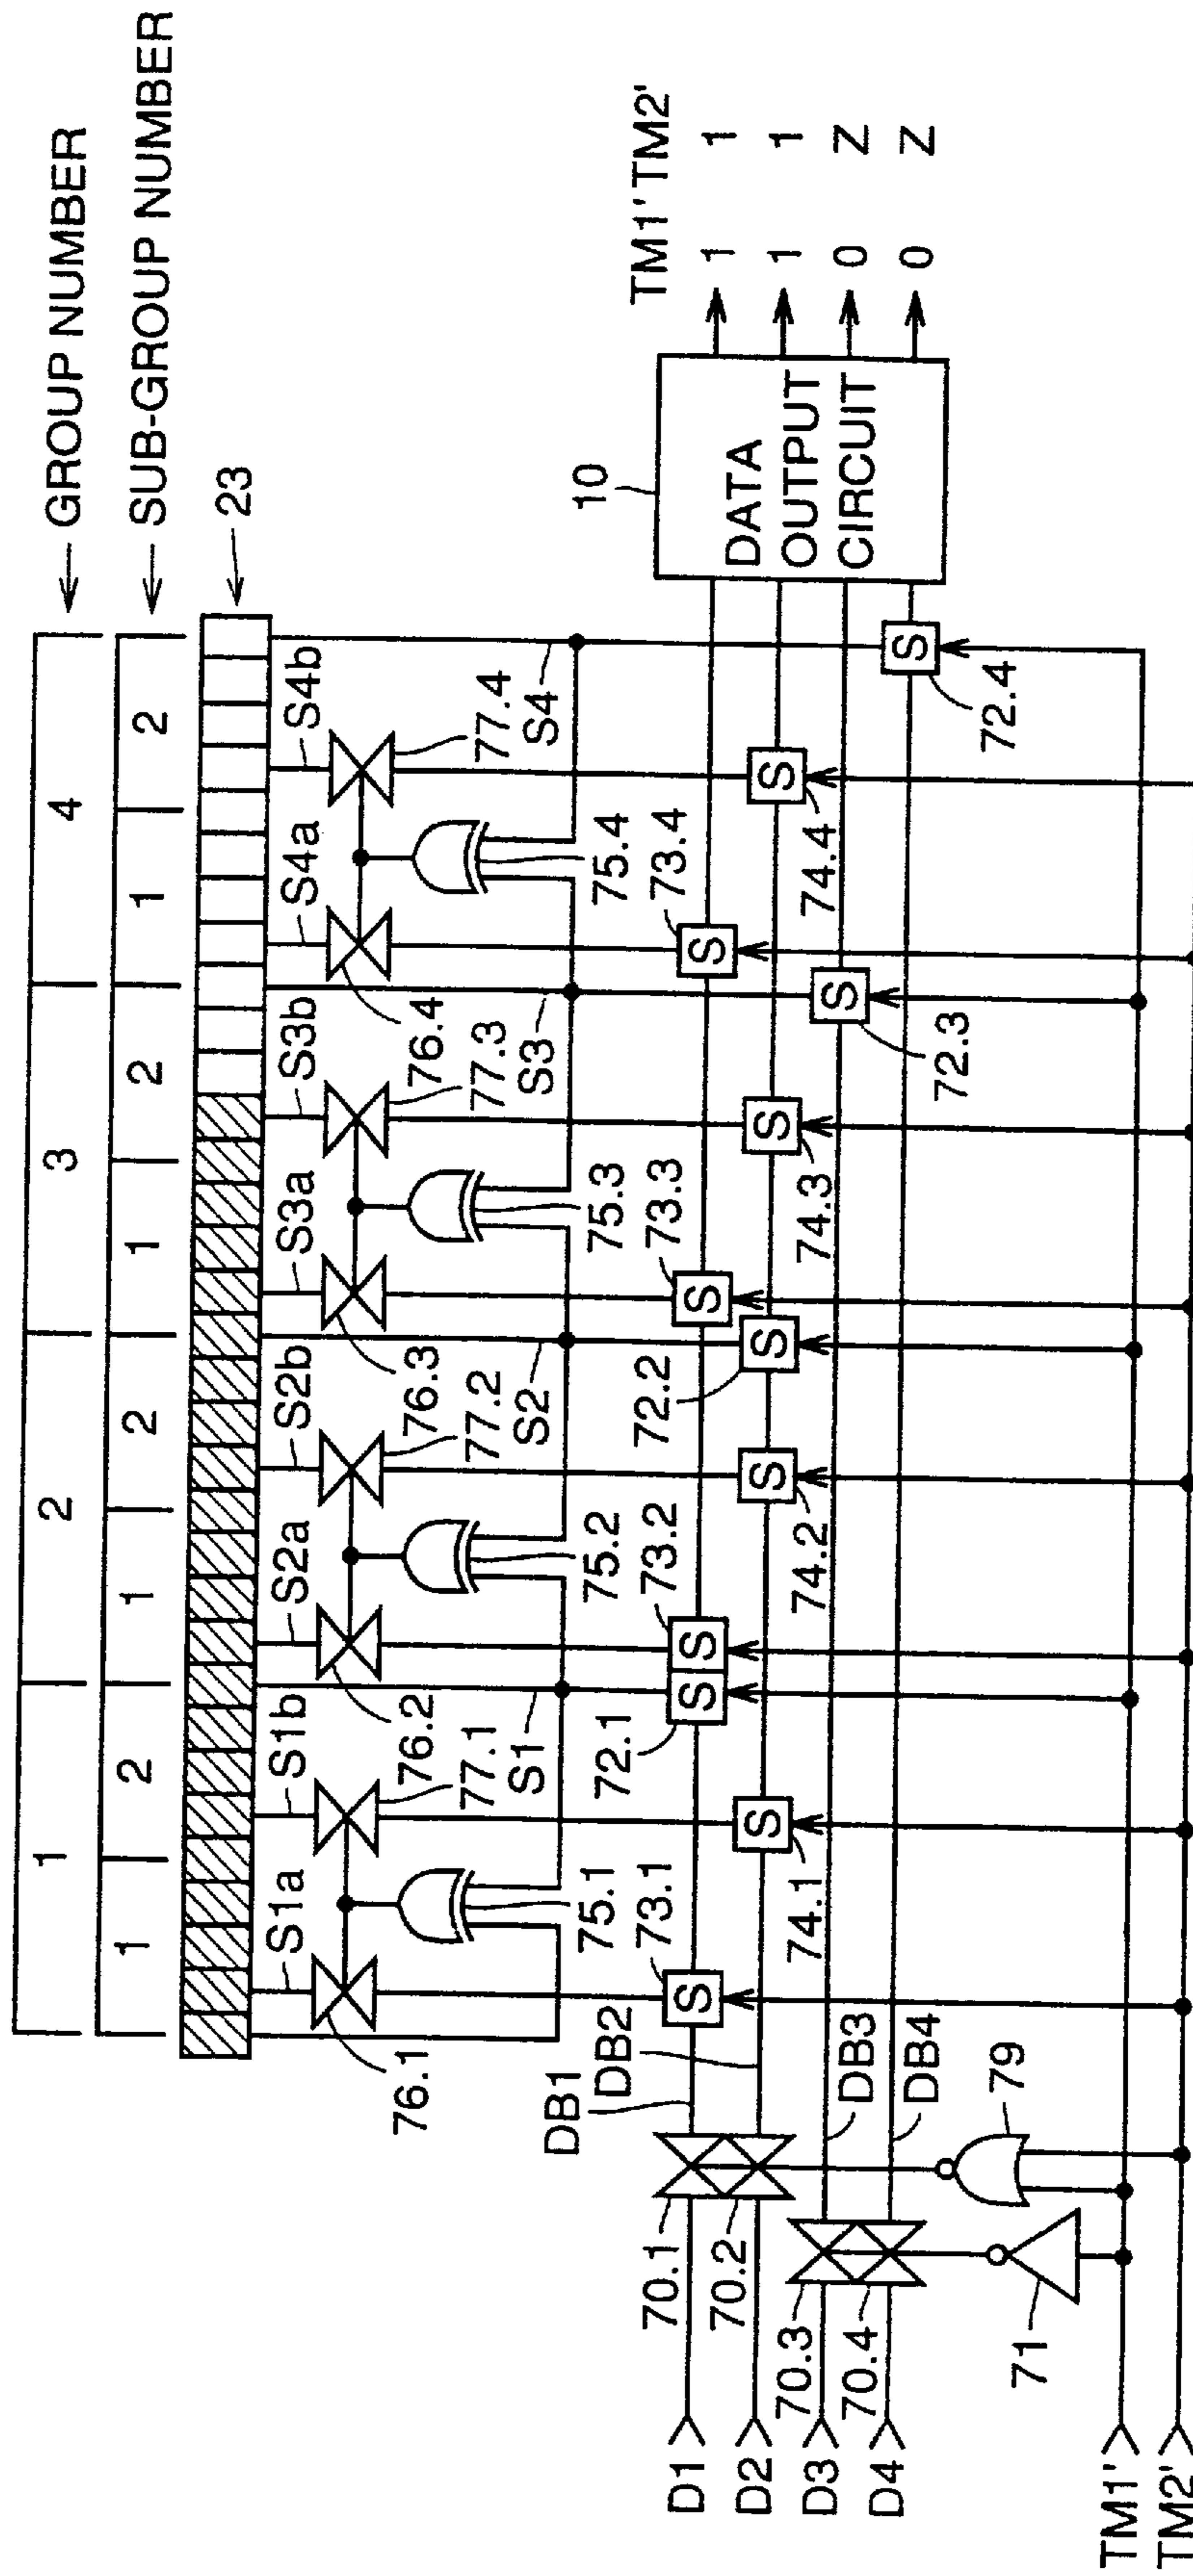 1 2 3 4 ← GROUP NUMBER
1 2 1 2 1 2 1 2 ← SUB-GROUP NUMBER
23
S1a S1b S2a S2b S3a S3b S4a S4b
76.1 77.1 76.2 77.2 76.3 77.3 76.4 77.4
S1 S2 S3 S4
75.1 75.2 75.3 75.4
10
TM1' TM2'
DB1 73.1 72.1 73.2 72.2 73.3 73.4
DB2
S S S S S S
1 1
S S S S S
1 1
S
0 Z
S
0 Z
DATA
OUTPUT
CIRCUIT
74.1 74.2 74.3 74.4
72.3 72.4
D1 70.1
D2 70.2
D3 70.3 DB3
D4 70.4 DB4
71 79
TM1'
TM2'